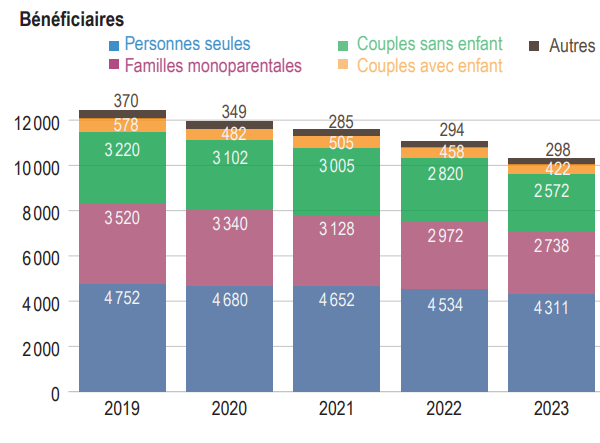 Bénéficiaires
Personnes seules Couples sans enfant Autres
Familles monoparentales Couples avec enfant
370 349 285 294 298
12 000
578 482 505 458 422
3 220 3 102 3 005 2 820 2 572
10 000
8 000
3 520 3 340 3 128 2 972 2 738
6 000
4 752 4 680 4 652 4 534 4 311
4 000
2 000
0
2019 2020 2021 2022 2023